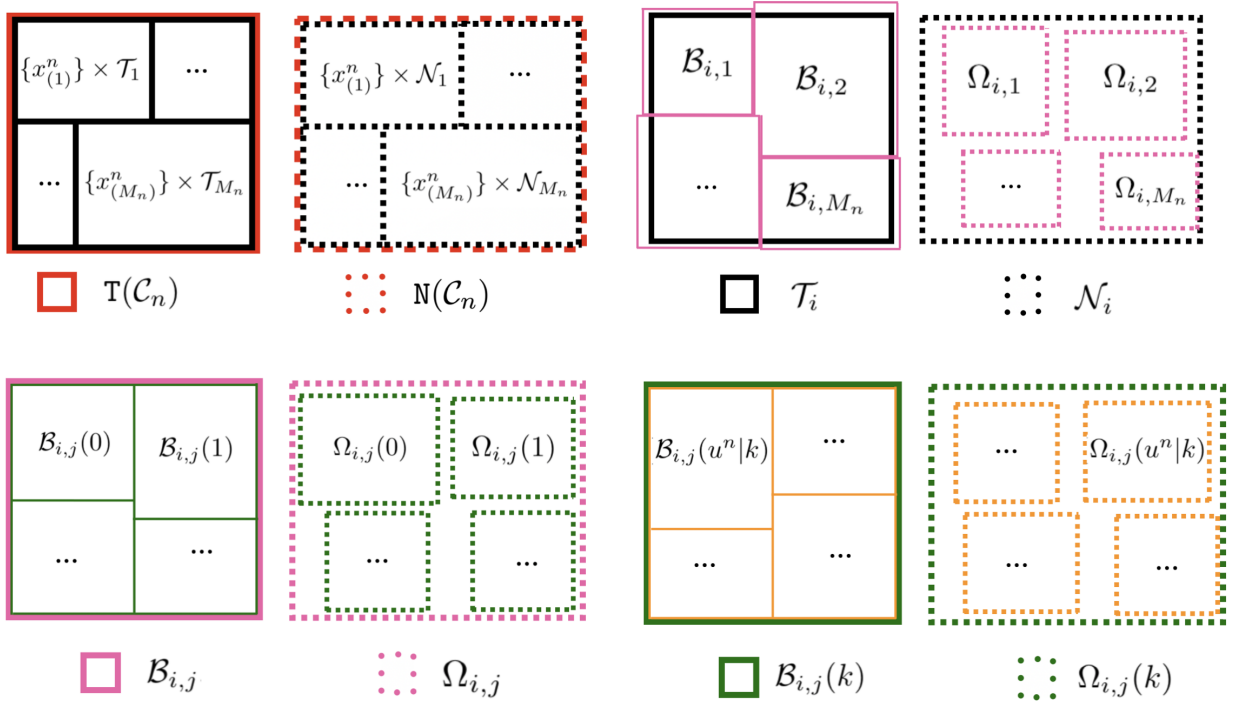 {x^n_{(1)}} × 𝒯_1 ...
... {x^n_{(M_n)}} × 𝒯_{M_n}
T(𝒞_n)
{x^n_{(1)}} × 𝒩_1 ...
... {x^n_{(M_n)}} × 𝒩_{M_n}
N(𝒞_n)
ℬ_{i,1} ℬ_{i,2}
... ℬ_{i,M_n}
𝒯_i
Ω_{i,1} Ω_{i,2}
... Ω_{i,M_n}
𝒩_i
ℬ_{i,j}(0) ℬ_{i,j}(1)
... ...
ℬ_{i,j}
Ω_{i,j}(0) Ω_{i,j}(1)
... ...
Ω_{i,j}
ℬ_{i,j}(u^n|k) ...
... ...
ℬ_{i,j}(k)
... Ω_{i,j}(u^n|k)
... ...
Ω_{i,j}(k)